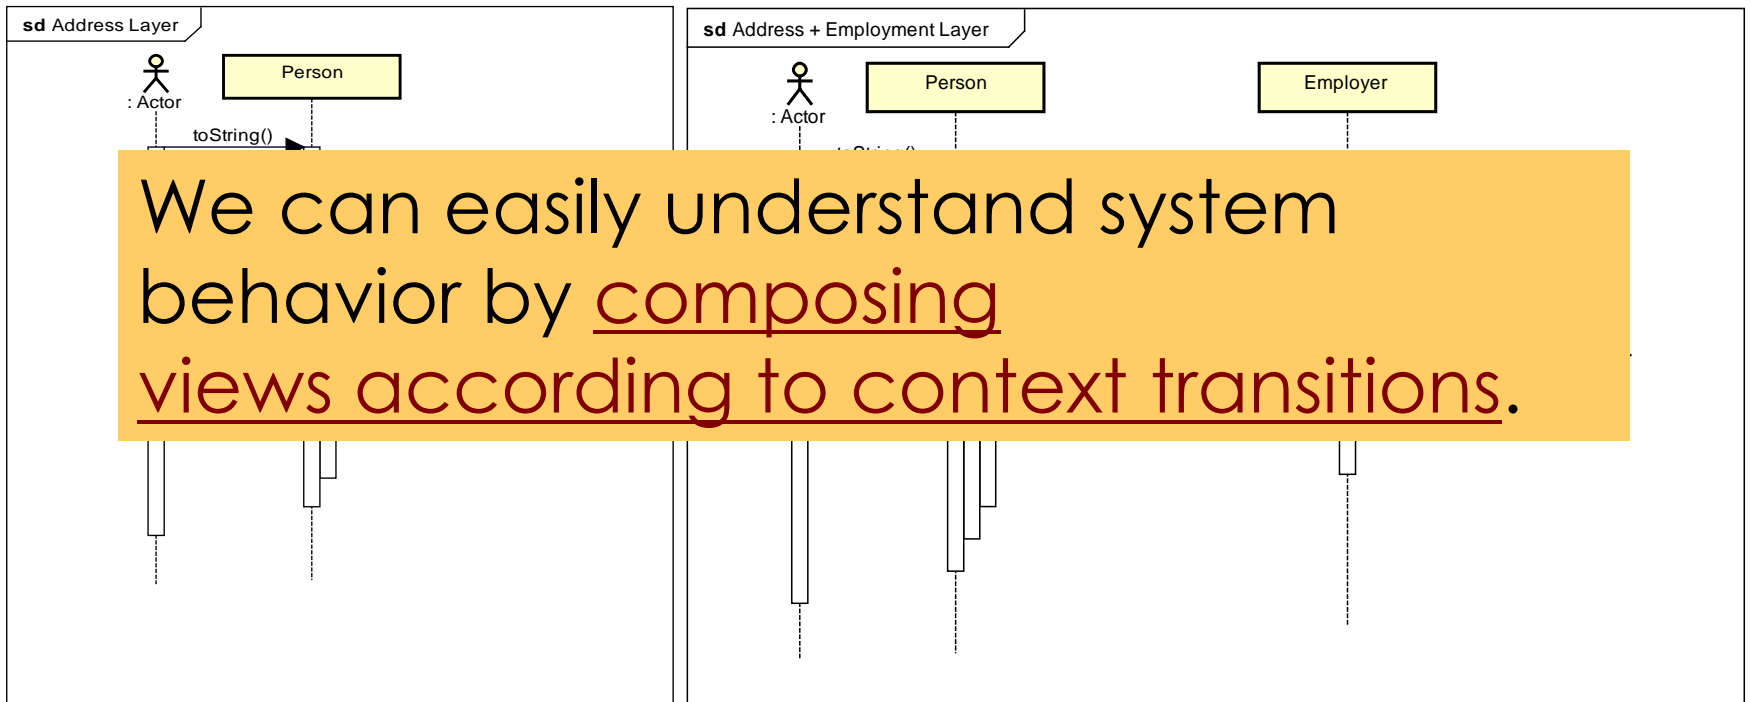 sd Address Layer
Person
: Actor
toString()
sd Address + Employment Layer
Person
Employer
: Actor
toString()
We can easily understand system
behavior by composing
views according to context transitions.